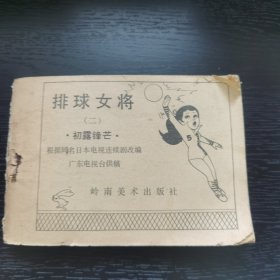 排球女将
(二)
·初露锋芒·
根据同名日本电视连续剧改编
广东电视台供稿
岭南美术出版社
5